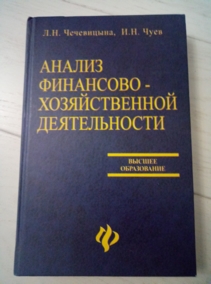 Л.Н. Чечевицына, И.Н. Чуев
АНАЛИЗ
ФИНАНСОВО -
ХОЗЯЙСТВЕННОЙ
ДЕЯТЕЛЬНОСТИ
ВЫСШЕЕ
ОБРАЗОВАНИЕ